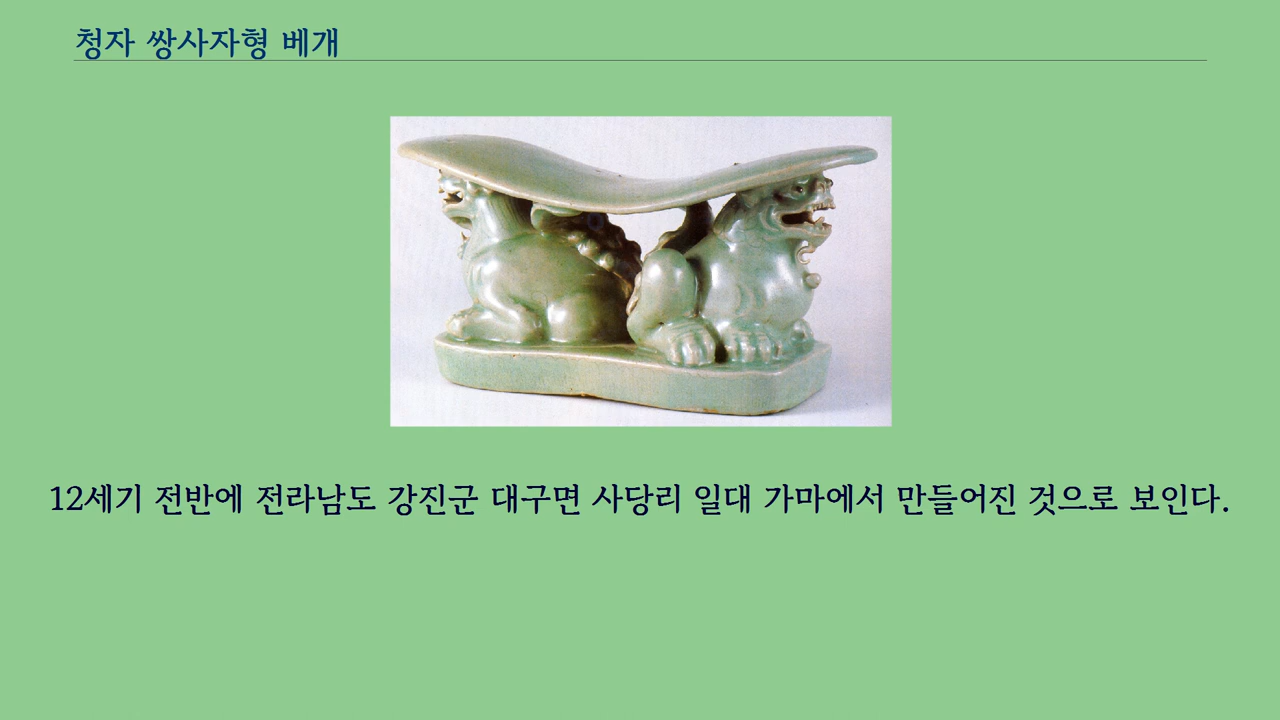 청자 쌍사자형 베개
12세기 전반에 전라남도 강진군 대구면 사당리 일대 가마에서 만들어진 것으로 보인다.